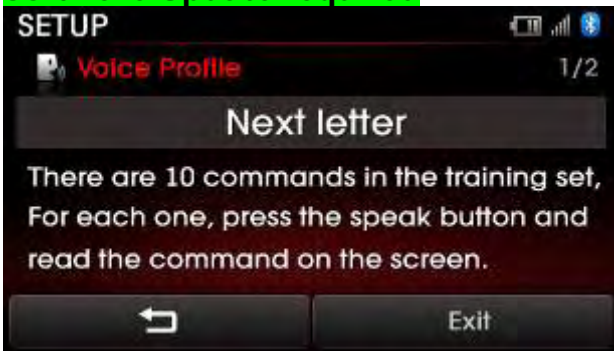 SETUP
Voice Profile 1/2
Next letter
There are 10 commands in the training set,
For each one, press the speak button and
read the command on the screen.
Exit